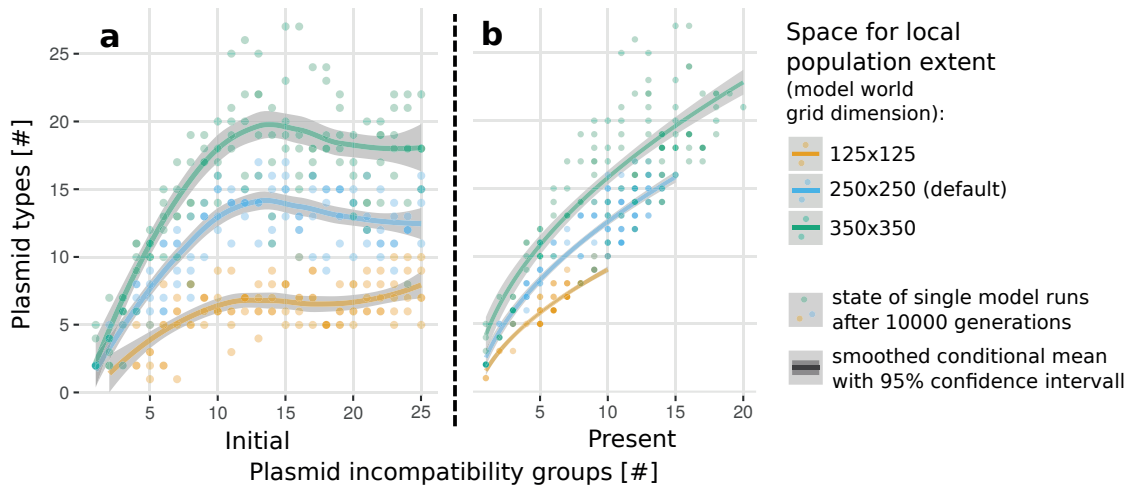 a
b
Plasmid types [#]
25
20
15
10
5
0
5
10
15
20
25
5
10
15
20
Initial
Present
Plasmid incompatibility groups [#]
Space for local
population extent
(model world
grid dimension):
125x125
250x250 (default)
350x350
state of single model runs
after 10000 generations
smoothed conditional mean
with 95% confidence intervall